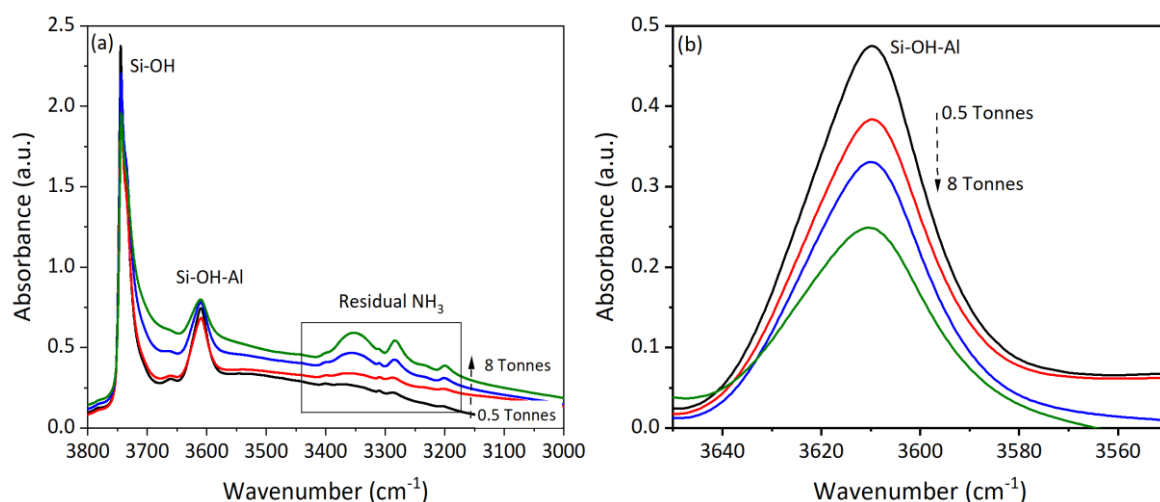 (a)
Si-OH
Si-OH-Al
Residual NH3
8 Tonnes
0.5 Tonnes
2.5
2.0
1.5
1.0
0.5
0.0
Absorbance (a.u.)
3800 3700 3600 3500 3400 3300 3200 3100 3000
Wavenumber (cm-1)
(b)
Si-OH-Al
0.5 Tonnes
8 Tonnes
0.5
0.4
0.3
0.2
0.1
0.0
Absorbance (a.u.)
3640 3620 3600 3580 3560
Wavenumber (cm-1)